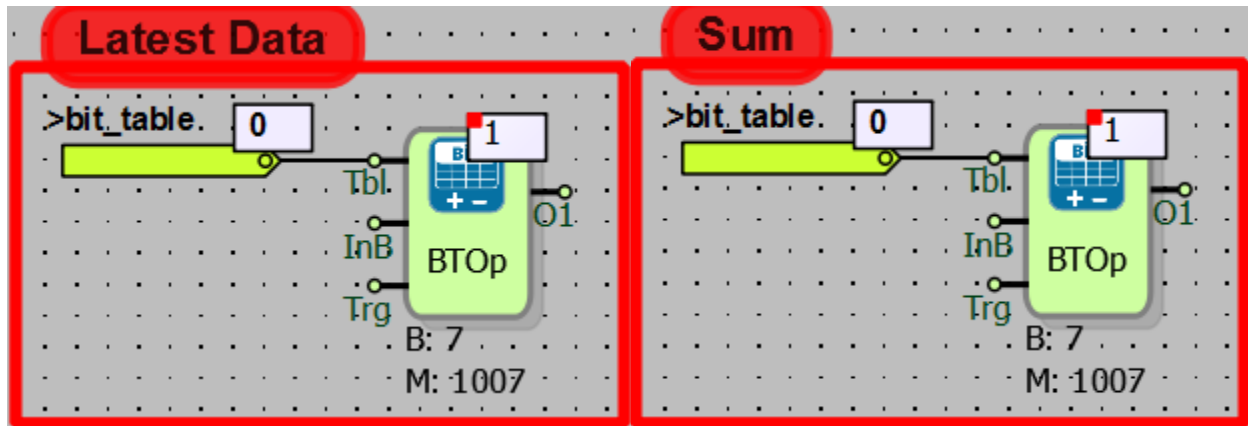 Latest Data
>bit_table.
0
1
B
Tbl
InB
Trg
O1
BTOp
B: 7
M: 1007
Sum
>bit_table.
0
1
B
Tbl
InB
Trg
O1
BTOp
B: 7
M: 1007